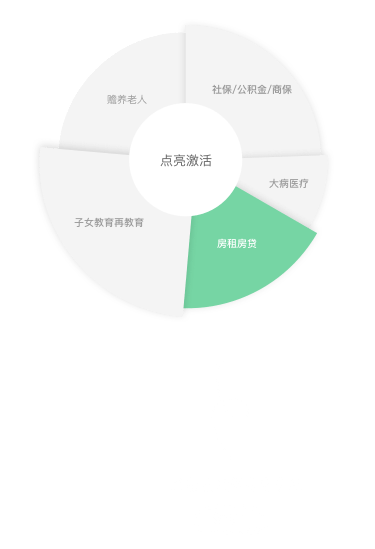 社保/公积金/商保
赡养老人
点亮激活
大病医疗
子女教育再教育
房租房贷